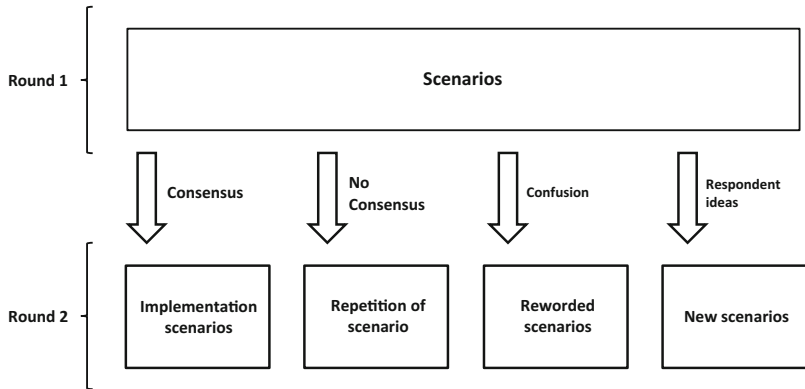 Round 1
Scenarios
Consensus
No
Consensus
Confusion
Respondent
ideas
Round 2
Implementation
scenarios
Repetition of
scenario
Reworded
scenarios
New scenarios